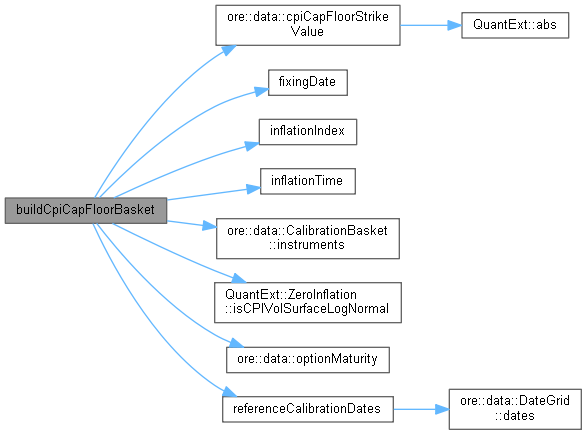 buildCpiCapFloorBasket
ore::data::cpiCapFloorStrike
Value
QuantExt::abs
fixingDate
inflationIndex
inflationTime
ore::data::CalibrationBasket
::instruments
QuantExt::ZeroInflation
::isCPIVolSurfaceLogNormal
ore::data::optionMaturity
referenceCalibrationDates
ore::data::DateGrid
::dates